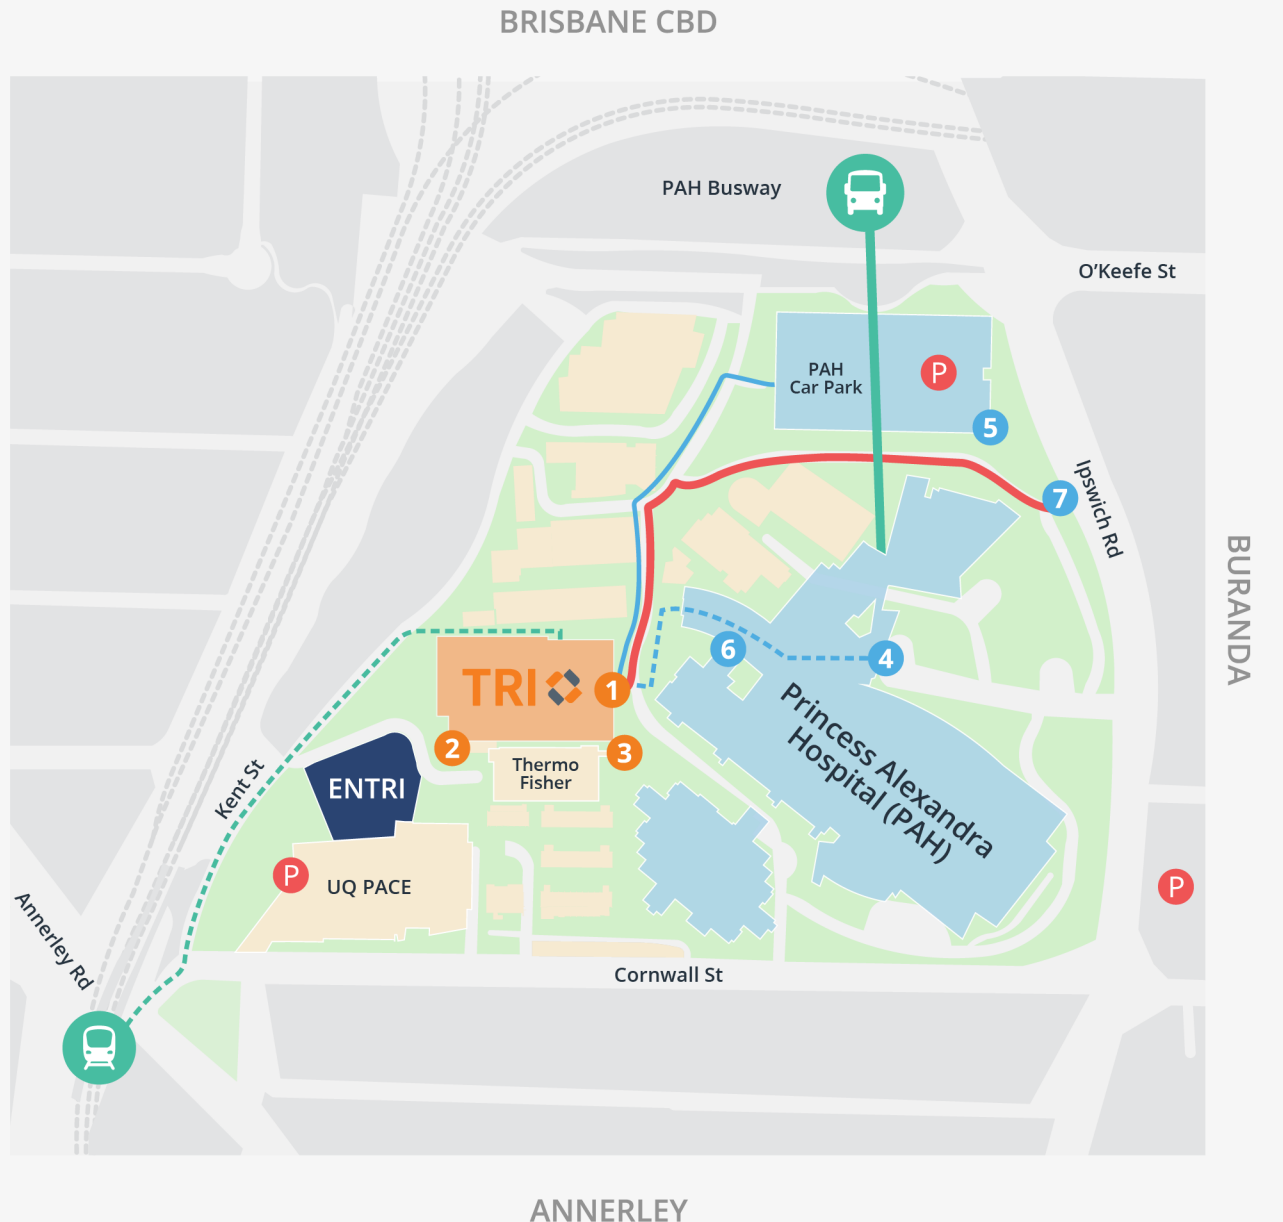 BRISBANE CBD
PAH Busway
O'Keefe St
PAH
Car Park
P
5
Ipswich Rd
7
BURANDA
6
4
TRI
1
2
3
Princess Alexandra
Hospital (PAH)
Thermo
Fisher
Kent St
ENTRI
P
UQ PACE
P
Annerley Rd
Cornwall St
ANNERLEY